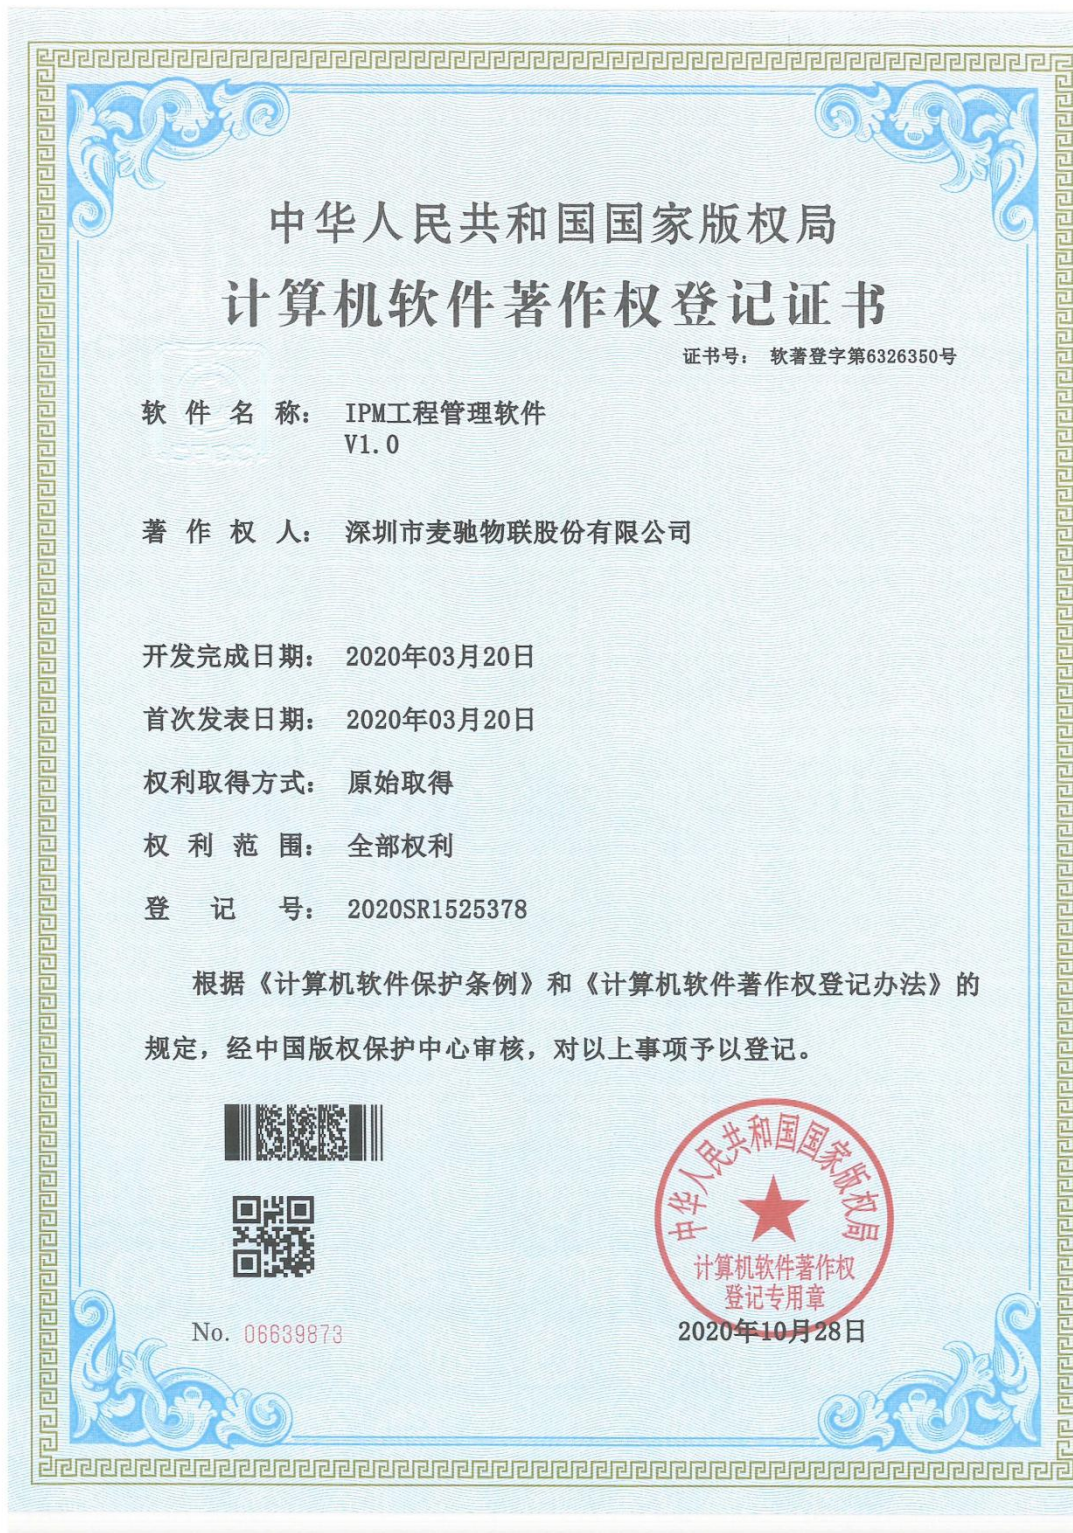 中华人民共和国国家版权局
计算机软件著作权登记证书
证书号： 软著登字第6326350号
软件名称： IPM工程管理软件
V1.0
著作权人： 深圳市麦驰物联股份有限公司
开发完成日期： 2020年03月20日
首次发表日期： 2020年03月20日
权利取得方式： 原始取得
权利范围： 全部权利
登记号： 2020SR1525378
根据《计算机软件保护条例》和《计算机软件著作权登记办法》的
规定，经中国版权保护中心审核，对以上事项予以登记。
中华人民共和国国家版权局
计算机软件著作权
登记专用章
No. 06639873
2020年10月28日